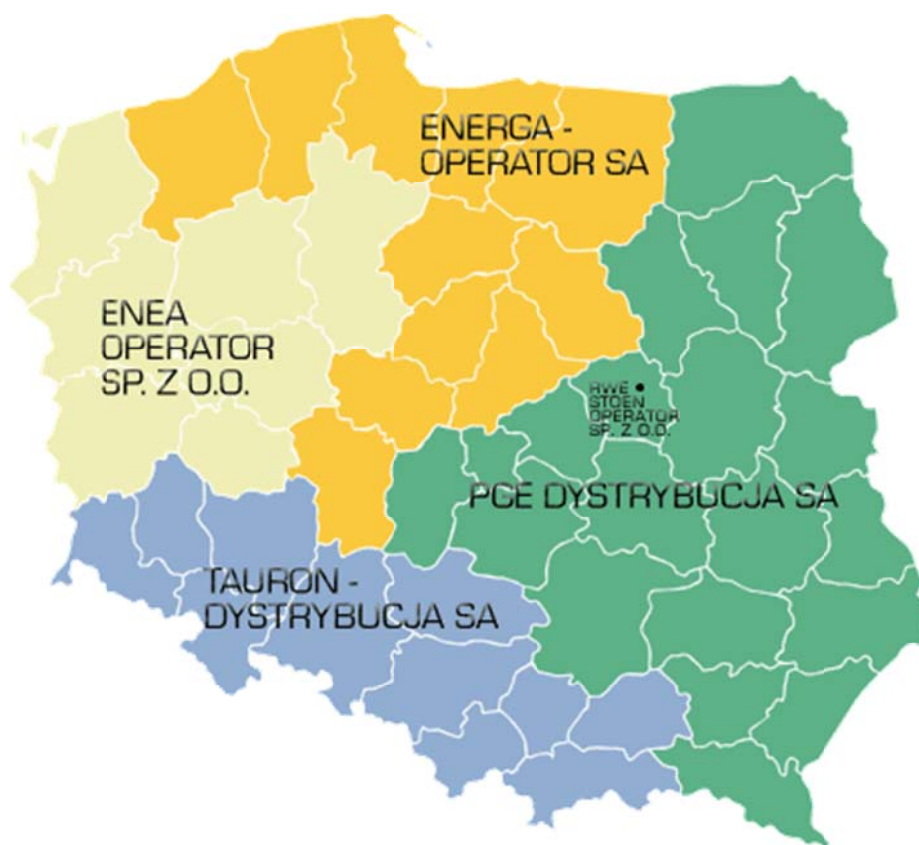 ENERGA -
OPERATOR SA
ENEA
OPERATOR
SP. Z O.O.
RWE
STOEN
OPERATOR
SP. Z O.O.
PGE DYSTRYBUCJA SA
TAURON -
DYSTRYBUCJA SA